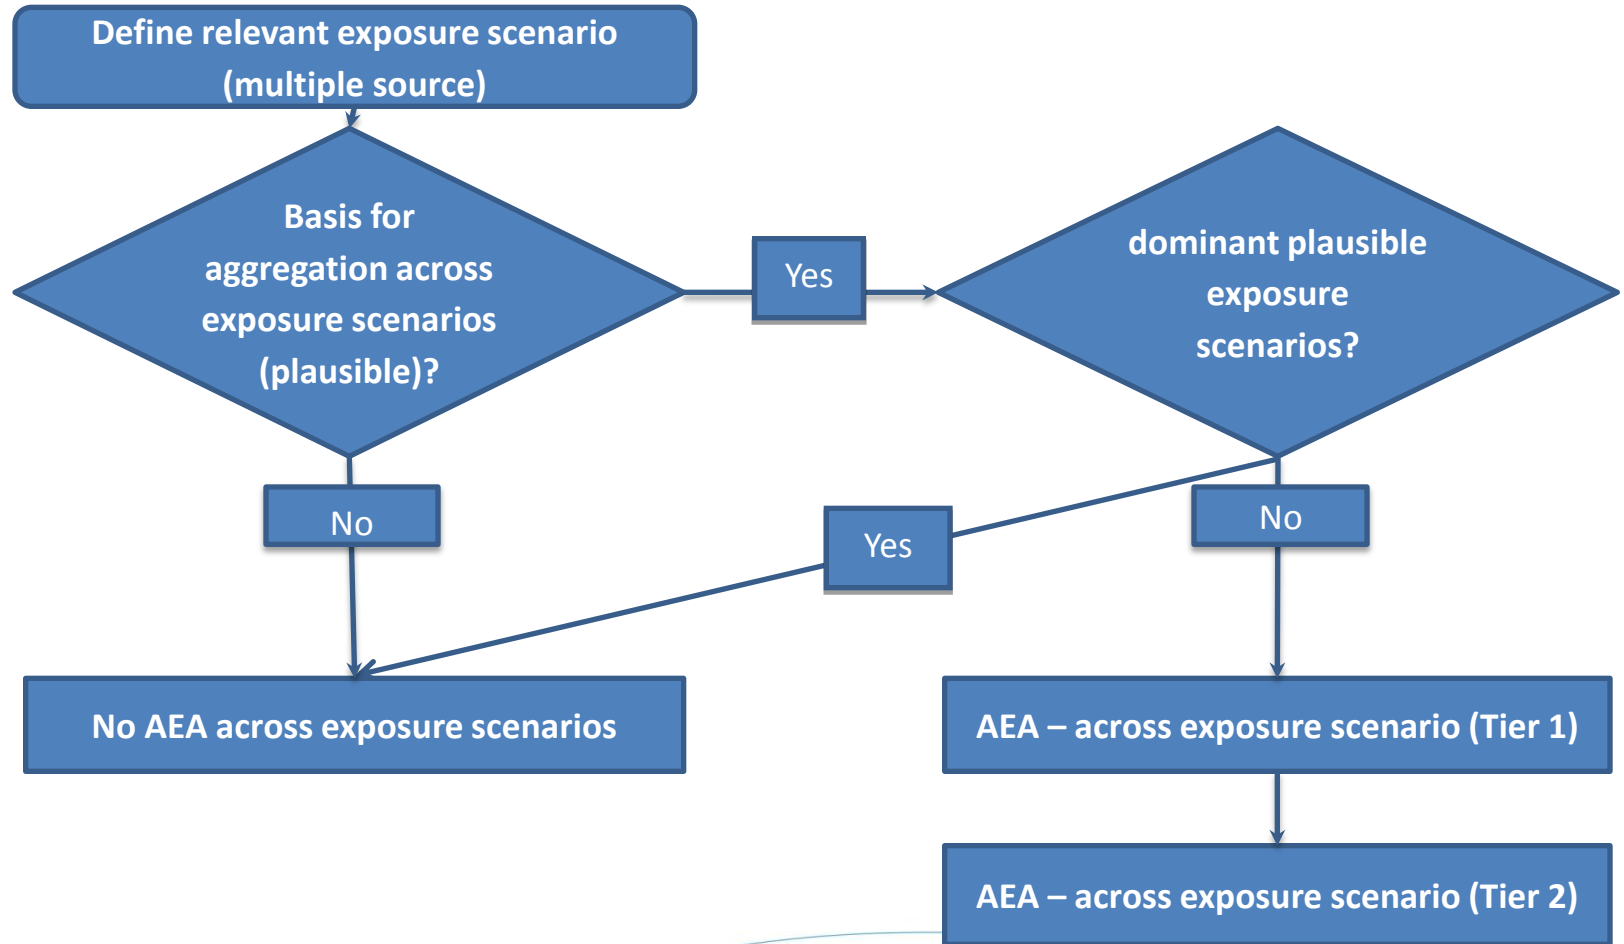 Define relevant exposure scenario
(multiple source)
Basis for
aggregation across
exposure scenarios
(plausible)?
Yes
dominant plausible
exposure
scenarios?
No
Yes
No
No AEA across exposure scenarios
AEA – across exposure scenario (Tier 1)
AEA – across exposure scenario (Tier 2)